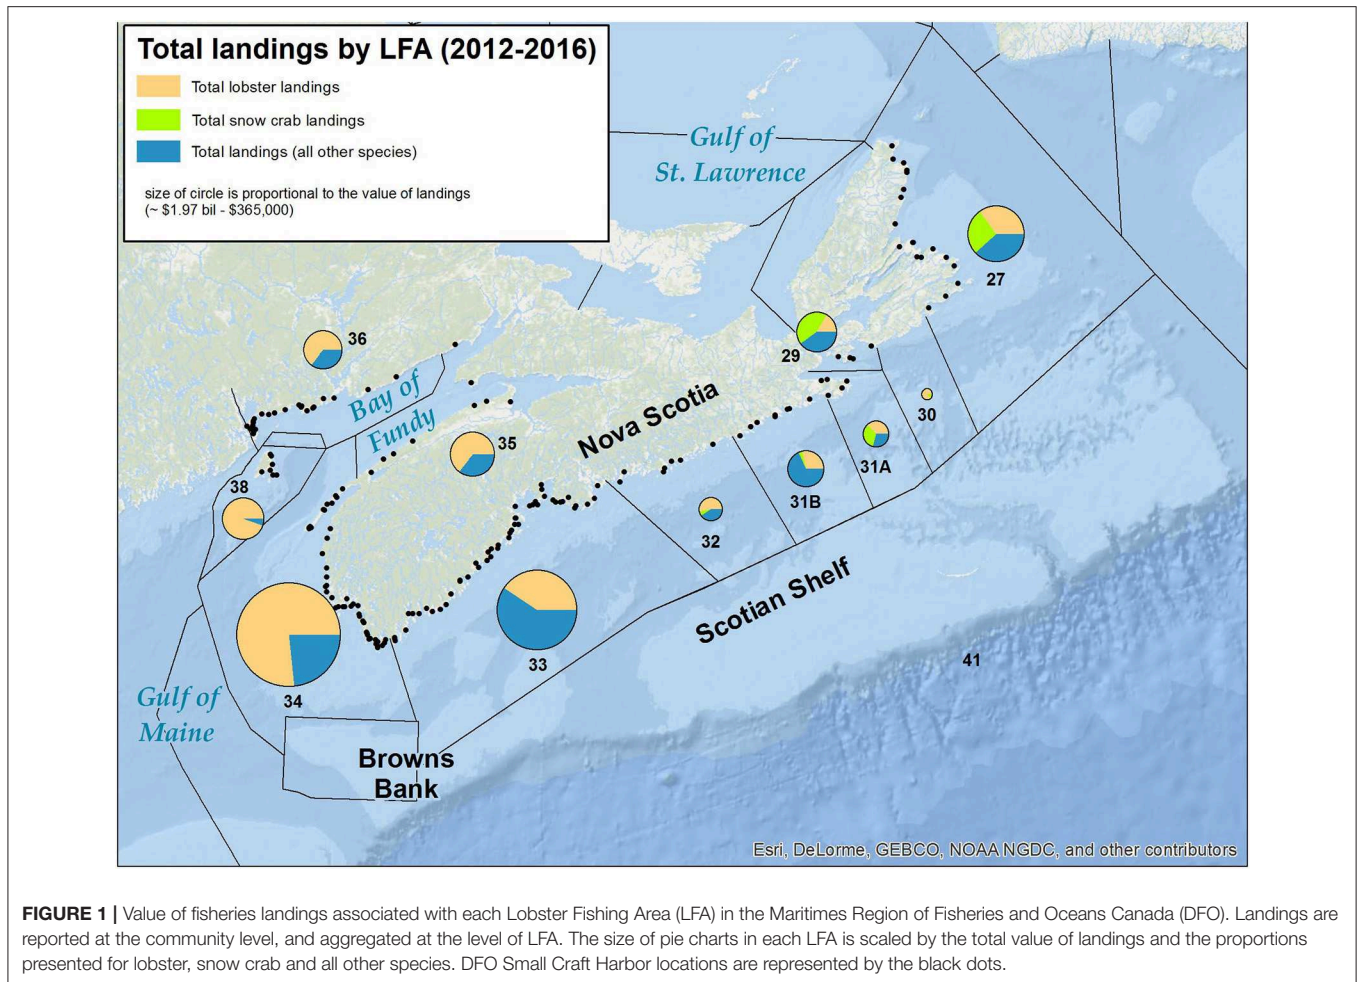 Total landings by LFA (2012-2016)
Total lobster landings
Total snow crab landings
Total landings (all other species)
size of circle is proportional to the value of landings
(~ $1.97 bil - $365,000)
Gulf of
St. Lawrence
27
36
29
Bay of
Fundy
Nova Scotia
30
35
31A
38
31B
32
Scotian Shelf
33
41
34
Gulf of
Maine
Browns
Bank
Esri, DeLorme, GEBCO, NOAA NGDC, and other contributors
FIGURE 1 | Value of fisheries landings associated with each Lobster Fishing Area (LFA) in the Maritimes Region of Fisheries and Oceans Canada (DFO). Landings are
reported at the community level, and aggregated at the level of LFA. The size of pie charts in each LFA is scaled by the total value of landings and the proportions
presented for lobster, snow crab and all other species. DFO Small Craft Harbor locations are represented by the black dots.